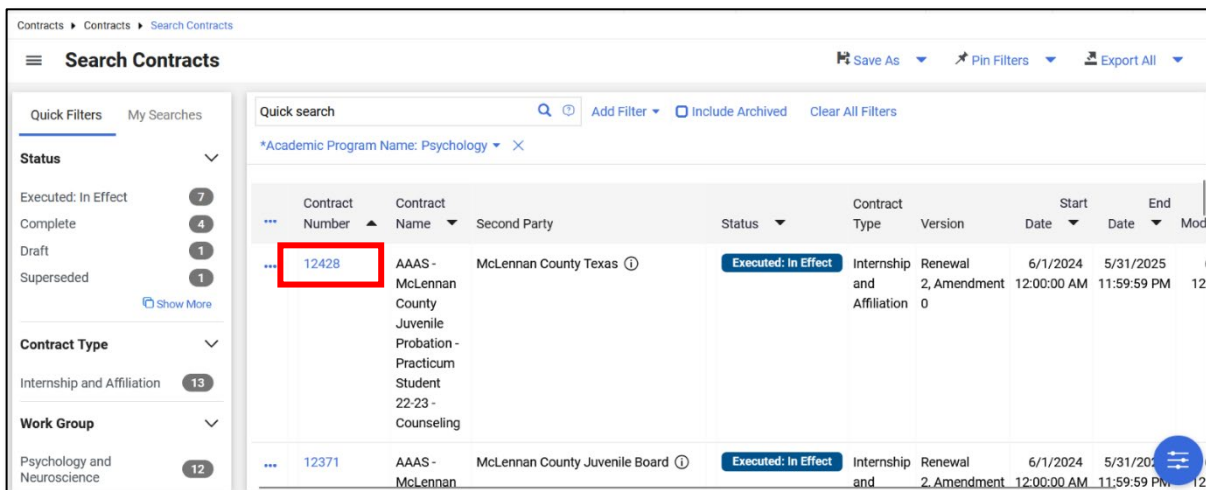 Contracts ▸ Contracts ▸ Search Contracts
Search Contracts
Save As
Pin Filters
Export All
Quick Filters My Searches
Status
Executed: In Effect 7
Complete 4
Draft 1
Superseded 1
Show More
Contract Type
Internship and Affiliation 13
Work Group
Psychology and
Neuroscience
12
Quick search
Add Filter
Include Archived
Clear All Filters
*Academic Program Name: Psychology
Contract
Number
Contract
Name
Second Party
Status
Contract
Type
Version
Start
Date
End
Date
12428
AAAS -
McLennan
County
Juvenile
Probation -
Practicum
Student
22-23 -
Counseling
McLennan County Texas
Executed: In Effect
Internship
and
Affiliation
Renewal
2, Amendment
0
6/1/2024
12:00:00 AM
5/31/2025
11:59:59 PM
12371
AAAS -
McLennan
McLennan County Juvenile Board
Executed: In Effect
Internship
and
Renewal
2, Amendment
6/1/2024
12:00:00 AM
11:59:59 PM